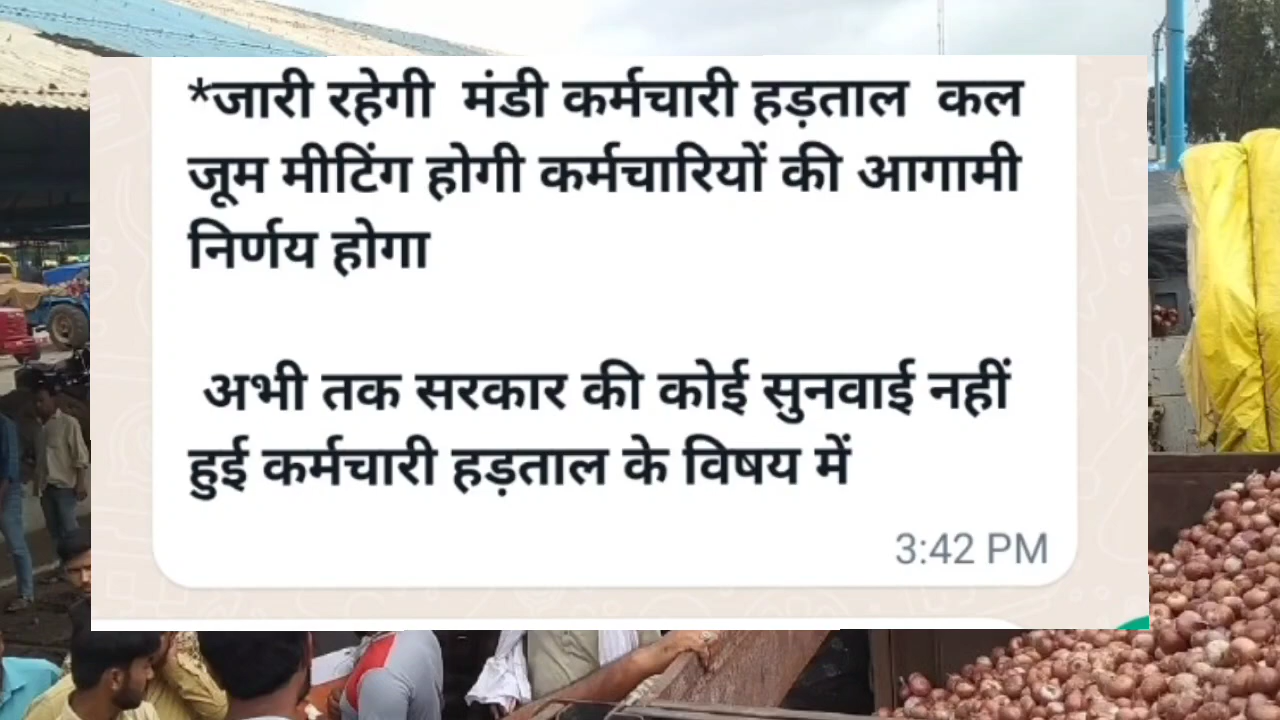 *जारी रहेगी मंडी कर्मचारी हड़ताल कल
जूम मीटिंग होगी कर्मचारियों की आगामी
निर्णय होगा
अभी तक सरकार की कोई सुनवाई नहीं
हुई कर्मचारी हड़ताल के विषय में
3:42 PM